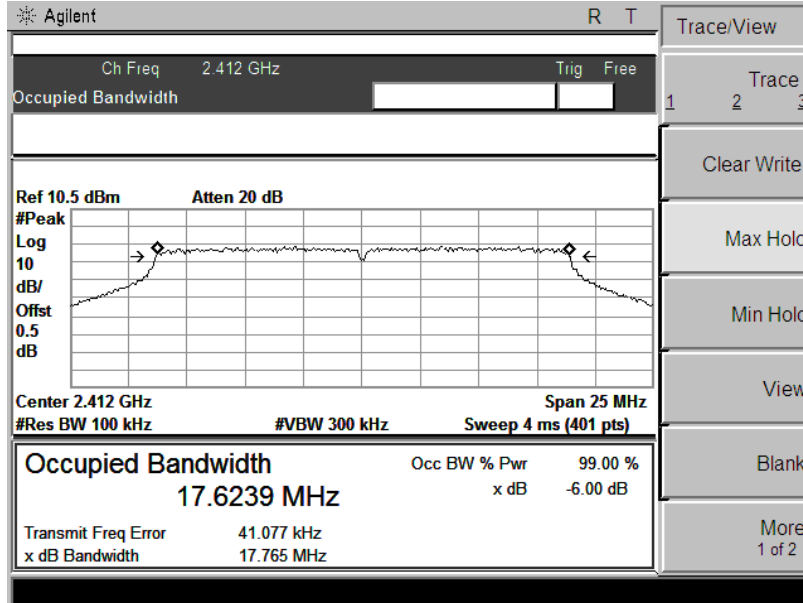 Agilent R T
Trace/View
Ch Freq 2.412 GHz Trig Free
Occupied Bandwidth
Trace
1 2 3
Clear Write
Max Hold
Min Hold
View
Blank
More
1 of 2
Ref 10.5 dBm Atten 20 dB
#Peak
Log
10
dB/
Offst
0.5
dB
Center 2.412 GHz Span 25 MHz
#Res BW 100 kHz #VBW 300 kHz Sweep 4 ms (401 pts)
Occupied Bandwidth
17.6239 MHz
Occ BW % Pwr 99.00 %
x dB -6.00 dB
Transmit Freq Error 41.077 kHz
x dB Bandwidth 17.765 MHz